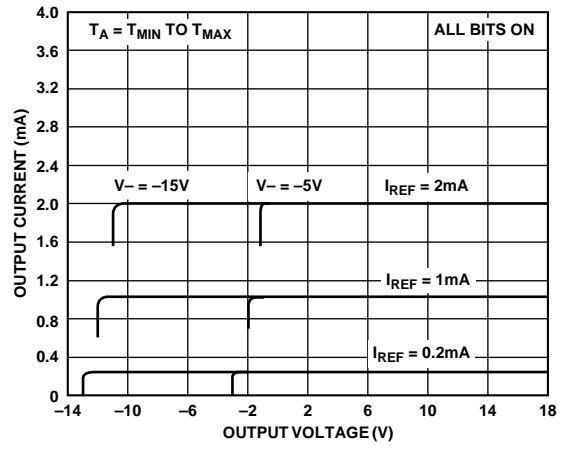 4.0
T_A = T_MIN TO T_MAX ALL BITS ON
3.6
3.2
2.8
2.4
V– = –15V V– = –5V I_REF = 2mA
2.0
1.6
1.2
I_REF = 1mA
0.8
I_REF = 0.2mA
0.4
0
OUTPUT CURRENT (mA)
–14 –10 –6 –2 2 6 10 14 18
OUTPUT VOLTAGE (V)